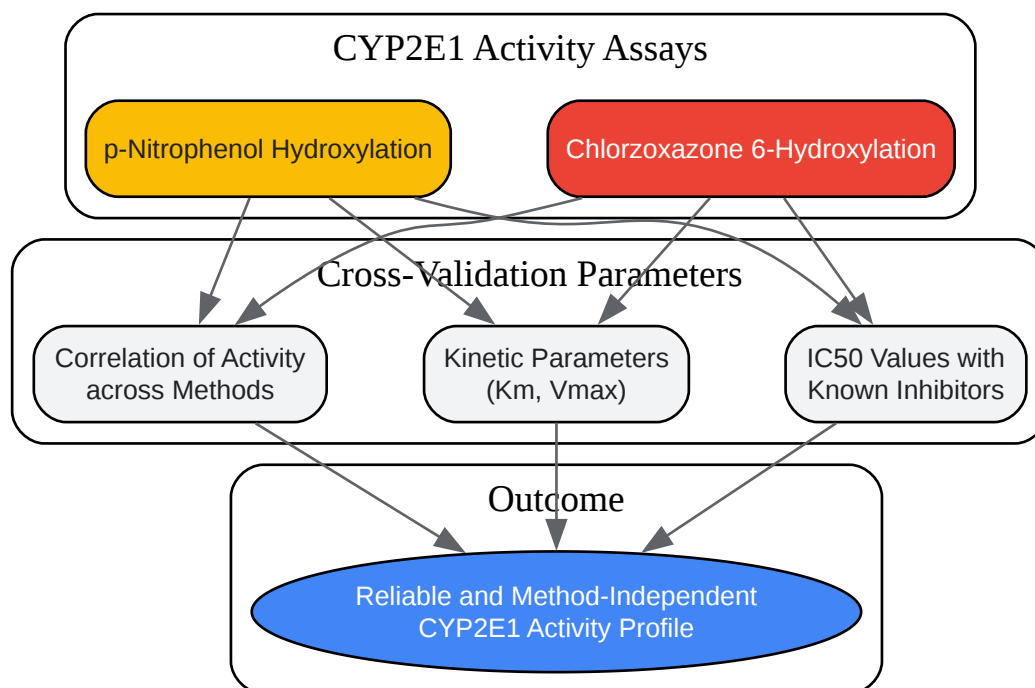 CYP2E1 Activity Assays
p-Nitrophenol Hydroxylation
Chlorzoxazone 6-Hydroxylation
Cross-Validation Parameters
Correlation of Activity
across Methods
Kinetic Parameters
(Km, Vmax)
IC50 Values with
Known Inhibitors
Outcome
Reliable and Method-Independent
CYP2E1 Activity Profile